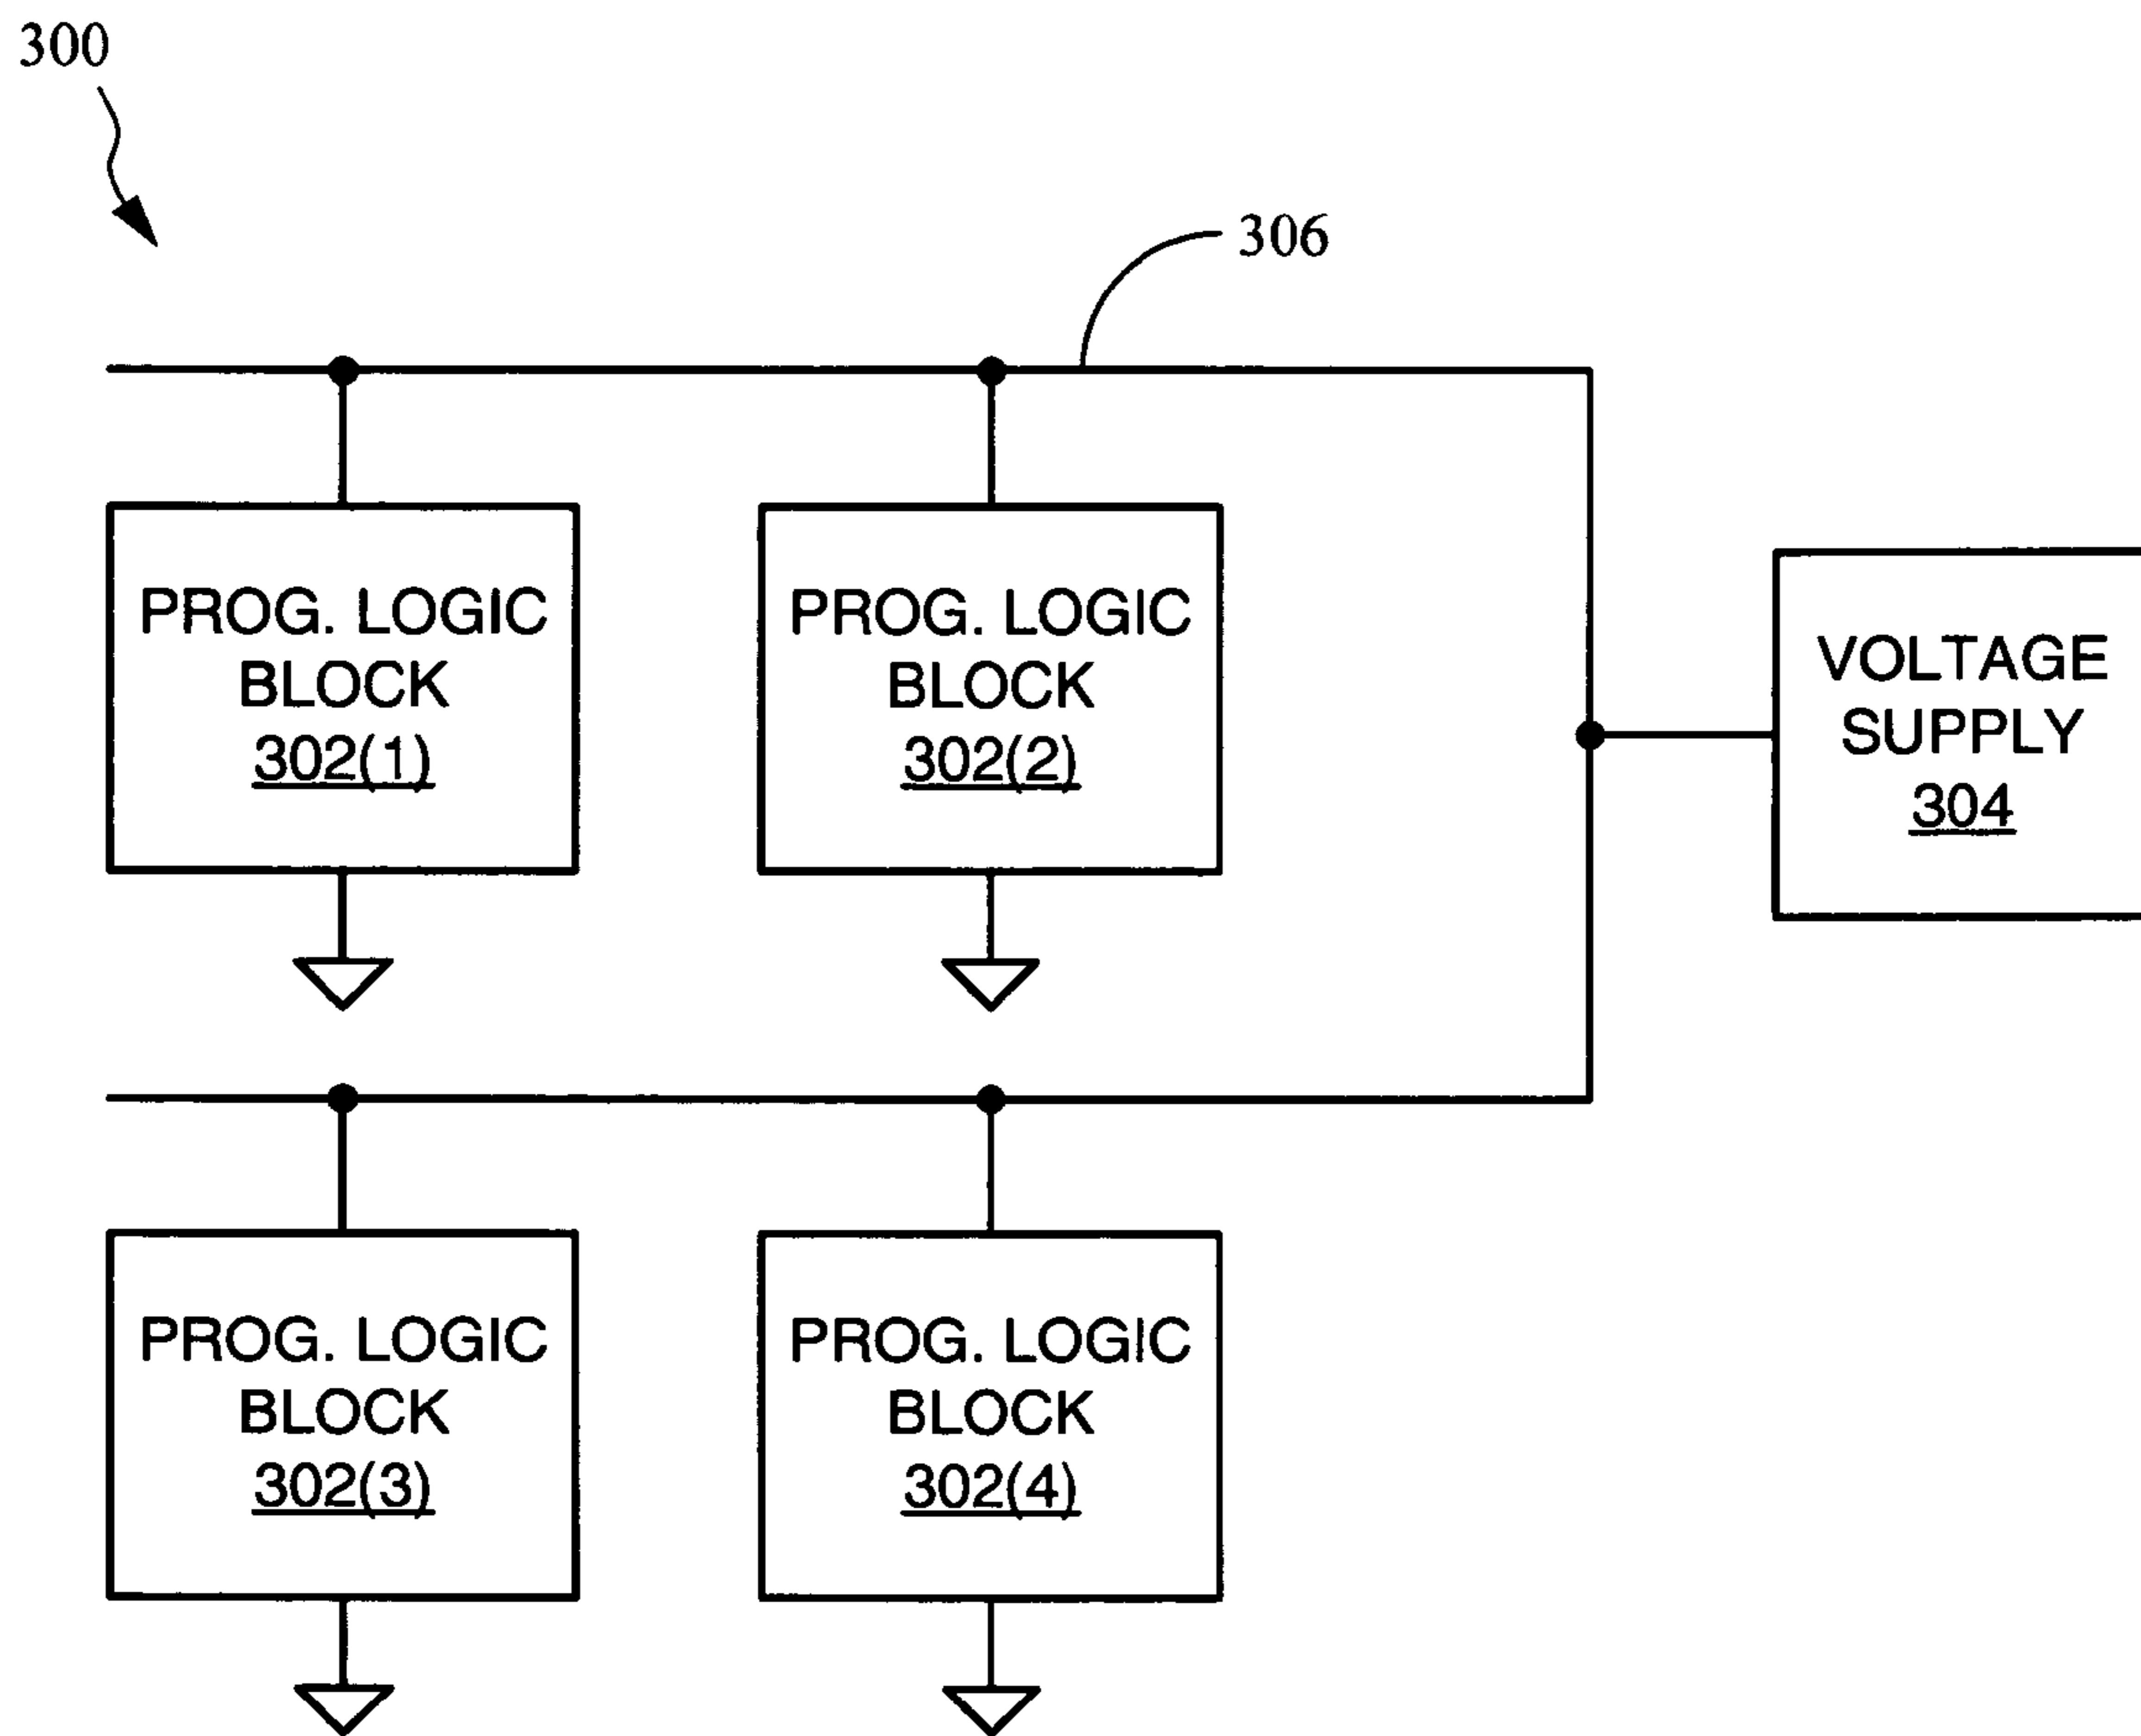 300
306
PROG. LOGIC
BLOCK
302(1)
PROG. LOGIC
BLOCK
302(2)
VOLTAGE
SUPPLY
304
PROG. LOGIC
BLOCK
302(3)
PROG. LOGIC
BLOCK
302(4)